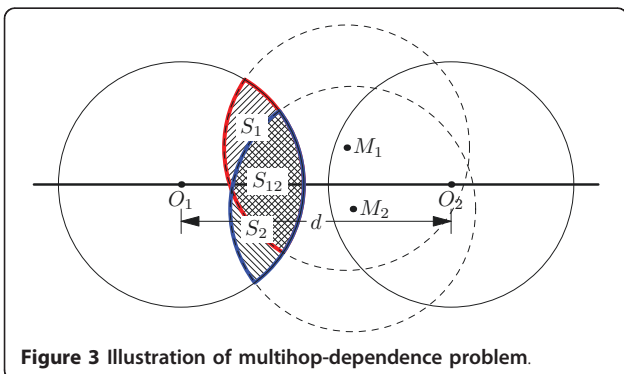 S₁
M₁
S₁₂
O₁
O₂
M₂
S₂
d
Figure 3 Illustration of multihop-dependence problem.